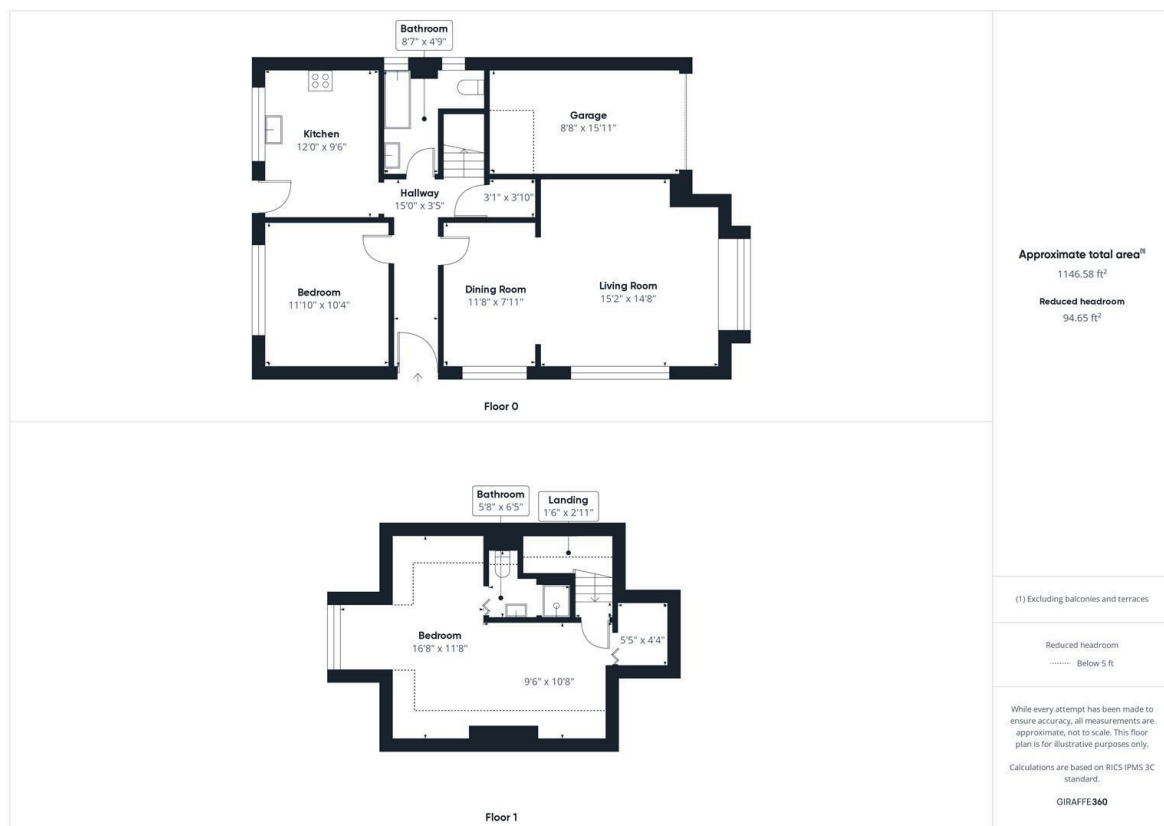 Bathroom
8'7" x 4'9"
Garage
8'8" x 15'11"
Kitchen
12'0" x 9'6"
Hallway
15'0" x 3'5"
3'1" x 3'10"
Bedroom
11'10" x 10'4"
Dining Room
11'8" x 7'11"
Living Room
15'2" x 14'8"
Floor 0
Bathroom
5'8" x 6'5"
Landing
1'6" x 2'11"
Bedroom
16'8" x 11'8"
5'5" x 4'4"
9'6" x 10'8"
Floor 1
Approximate total area(1)
1146.58 ft²
Reduced headroom
94.65 ft²
(1) Excluding balconies and terraces
Reduced headroom
Below 5 ft
While every attempt has been made to
ensure accuracy, all measurements are
approximate, not to scale. This floor
plan is for illustrative purposes only.
Calculations are based on RICS IPMS 3C
standard.
GIRAFFE360